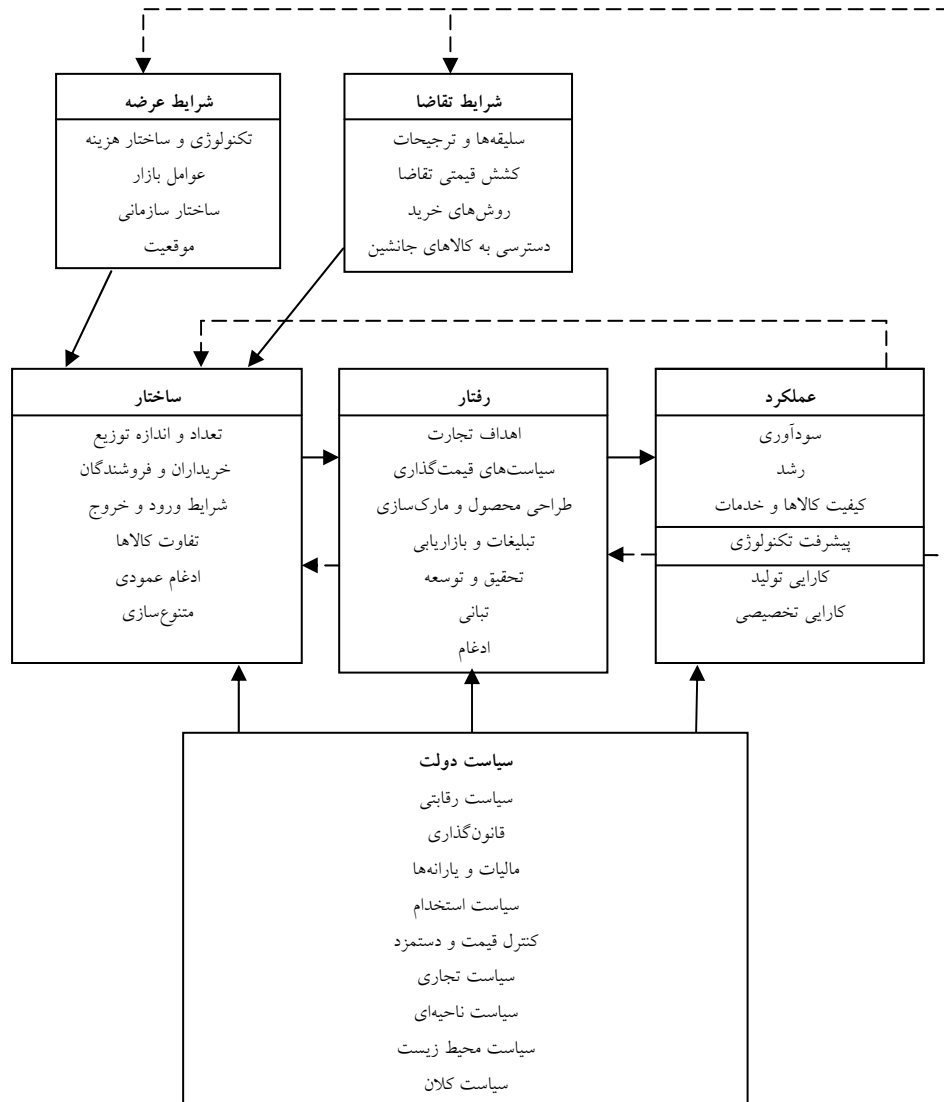 شرایط عرضه
تکنولوژی و ساختار هزینه
عوامل بازار
ساختار سازمانی
موقعیت
شرایط تقاضا
سلیقه‌ها و ترجیحات
کشش قیمتی تقاضا
روش‌های خرید
دسترسی به کالاهای جانشین
ساختار
تعداد و اندازه توزیع
خریداران و فروشندگان
شرایط ورود و خروج
تفاوت کالاها
ادغام عمودی
متنوع‌سازی
رفتار
اهداف تجارت
سیاست‌های قیمت‌گذاری
طراحی محصول و مارک‌سازی
تبلیغات و بازاریابی
تحقیق و توسعه
تبانی
ادغام
عملکرد
سودآوری
رشد
کیفیت کالاها و خدمات
پیشرفت تکنولوژی
کارایی تولید
کارایی تخصیصی
سیاست دولت
سیاست رقابتی
قانون‌گذاری
مالیات و یارانه‌ها
سیاست استخدام
کنترل قیمت و دستمزد
سیاست تجاری
سیاست ناحیه‌ای
سیاست محیط زیست
سیاست کلان